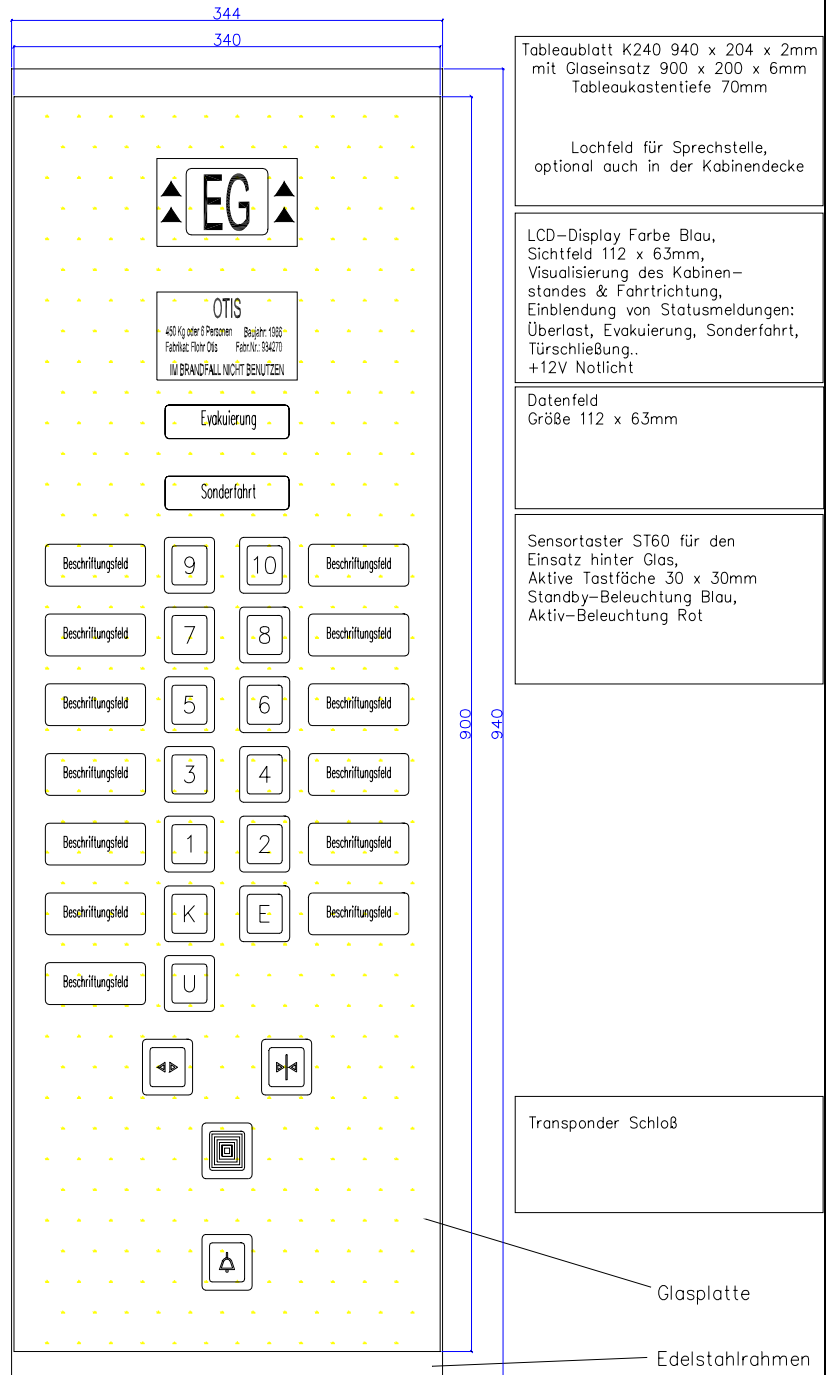 344
340
Tableaublatt K240 940 x 204 x 2mm
mit Glaseinsatz 900 x 200 x 6mm
Tableaukastentiefe 70mm
Lochfeld für Sprechstelle,
optional auch in der Kabinendecke
EG
LCD-Display Farbe Blau,
Sichtfeld 112 x 63mm,
Visualisierung des Kabinen-
standes & Fahrtrichtung,
Einblendung von Statusmeldungen:
Überlast, Evakuierung, Sonderfahrt,
Türschließung..
+12V Notlicht
OTIS
450 Kg oder 6 Personen Baujahr: 1986
Fabrikat: Flohr Otis Fabr.Nr.: 934270
IM BRANDFALL NICHT BENUTZEN
Datenfeld
Größe 112 x 63mm
Evakuierung
Sonderfahrt
Sensortaster ST60 für den
Einsatz hinter Glas,
Aktive Tastfäche 30 x 30mm
Standby-Beleuchtung Blau,
Aktiv-Beleuchtung Rot
Beschriftungsfeld 9 10 Beschriftungsfeld
Beschriftungsfeld 7 8 Beschriftungsfeld
Beschriftungsfeld 5 6 Beschriftungsfeld
900
940
Beschriftungsfeld 3 4 Beschriftungsfeld
Beschriftungsfeld 1 2 Beschriftungsfeld
Beschriftungsfeld K E Beschriftungsfeld
Beschriftungsfeld U
Transponder Schloß
Glasplatte
Edelstahlrahmen